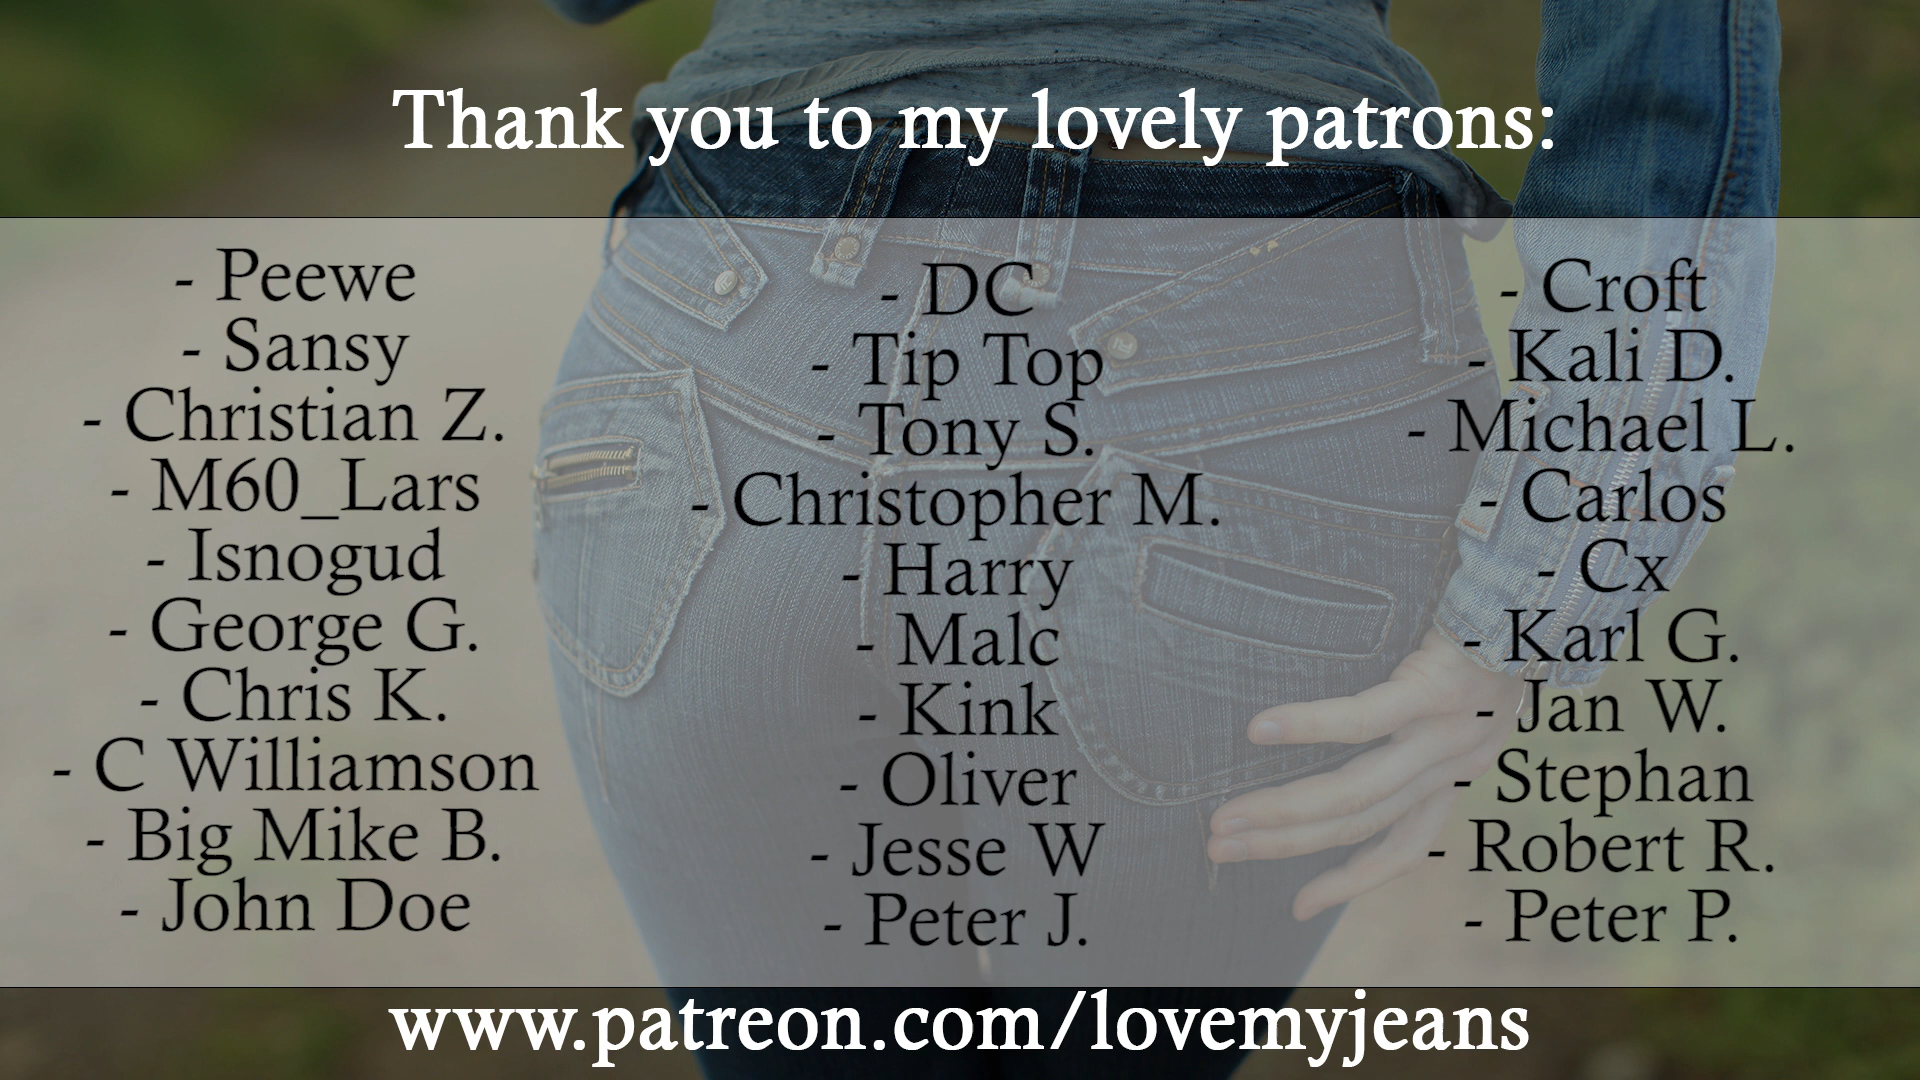 Thank you to my lovely patrons:
- Peewe
- Sansy
- Christian Z.
- M60_Lars
- Isnogud
- George G.
- Chris K.
- C Williamson
- Big Mike B.
- John Doe
- DC
- Tip Top
- Tony S.
- Christopher M.
- Harry
- Malc
- Kink
- Oliver
- Jesse W
- Peter J.
- Croft
- Kali D.
- Michael L.
- Carlos
- Cx
- Karl G.
- Jan W.
- Stephan
- Robert R.
- Peter P.
www.patreon.com/lovemyjeans